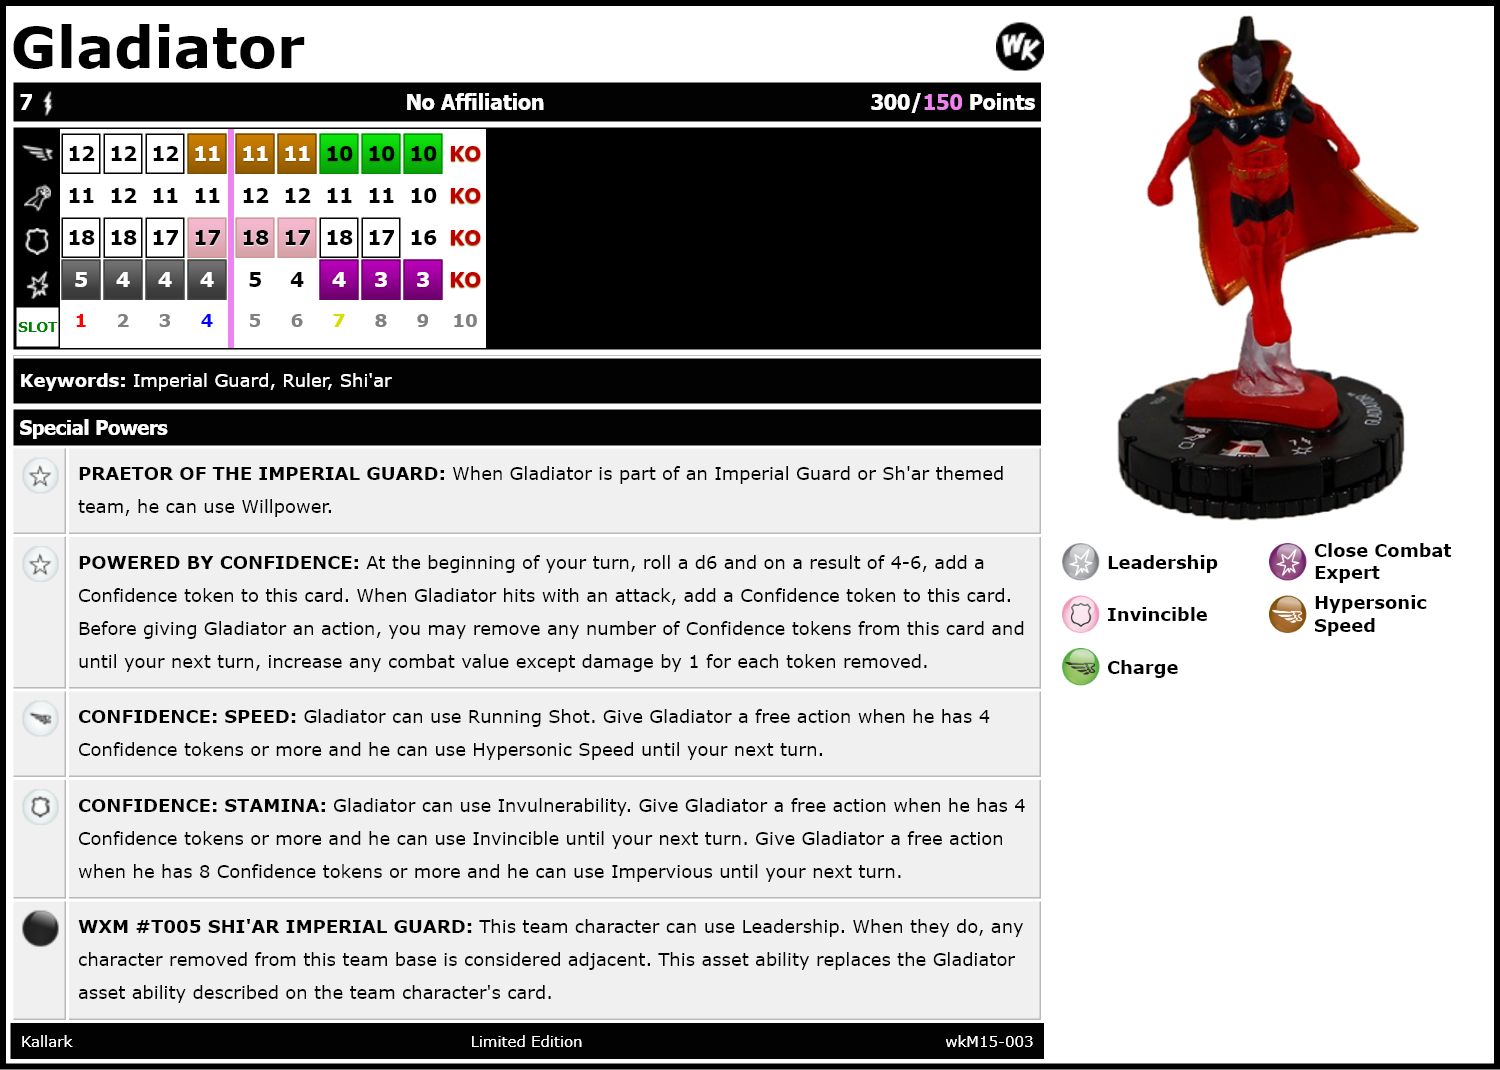 Gladiator
WK
7 No Affiliation 300/150 Points
12 12 12 11 11 11 10 10 10 KO
11 12 11 11 12 12 11 11 10 KO
18 18 17 17 18 17 18 17 16 KO
5 4 4 4 5 4 4 3 3 KO
SLOT 1 2 3 4 5 6 7 8 9 10
Keywords: Imperial Guard, Ruler, Shi'ar
Special Powers
PRAETOR OF THE IMPERIAL GUARD: When Gladiator is part of an Imperial Guard or Sh'ar themed
team, he can use Willpower.
POWERED BY CONFIDENCE: At the beginning of your turn, roll a d6 and on a result of 4-6, add a
Confidence token to this card. When Gladiator hits with an attack, add a Confidence token to this card.
Before giving Gladiator an action, you may remove any number of Confidence tokens from this card and
until your next turn, increase any combat value except damage by 1 for each token removed.
CONFIDENCE: SPEED: Gladiator can use Running Shot. Give Gladiator a free action when he has 4
Confidence tokens or more and he can use Hypersonic Speed until your next turn.
CONFIDENCE: STAMINA: Gladiator can use Invulnerability. Give Gladiator a free action when he has 4
Confidence tokens or more and he can use Invincible until your next turn. Give Gladiator a free action
when he has 8 Confidence tokens or more and he can use Impervious until your next turn.
WXM #T005 SHI'AR IMPERIAL GUARD: This team character can use Leadership. When they do, any
character removed from this team base is considered adjacent. This asset ability replaces the Gladiator
asset ability described on the team character's card.
Kallark Limited Edition wkM15-003
GLADIATOR
Leadership
Close Combat
Expert
Invincible
Hypersonic
Speed
Charge